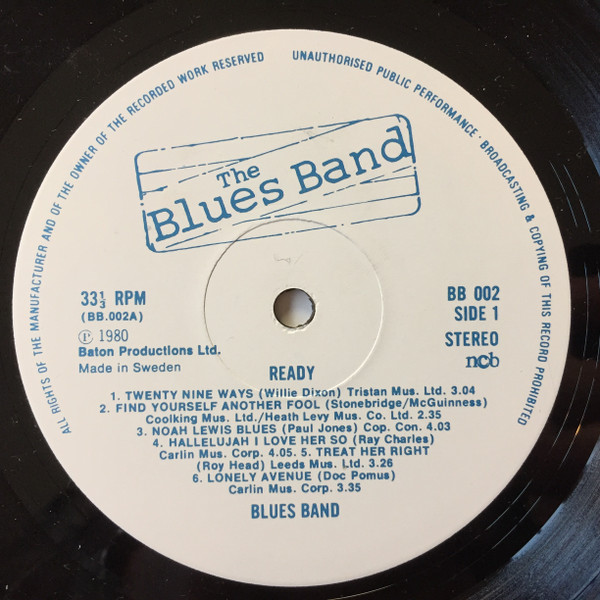 ALL RIGHTS OF THE MANUFACTURER AND OF THE OWNER OF THE RECORDED WORK RESERVED
UNAUTHORISED PUBLIC PERFORMANCE · BROADCASTING & COPYING OF THIS RECORD PROHIBITED
The
Blues Band
33⅓ RPM
(BB.002A)
℗ 1980
Baton Productions Ltd.
Made in Sweden
BB 002
SIDE 1
STEREO
ncb
READY
1. TWENTY NINE WAYS (Willie Dixon) Tristan Mus. Ltd. 3.04
2. FIND YOURSELF ANOTHER FOOL (Stonebridge/McGuinness)
Coolking Mus. Ltd./Heath Levy Mus. Co. Ltd. 2.35
3. NOAH LEWIS BLUES (Paul Jones) Cop. Con. 4.03
4. HALLELUJAH I LOVE HER SO (Ray Charles)
Carlin Mus. Corp. 4.05. 5. TREAT HER RIGHT
(Roy Head) Leeds Mus. Ltd. 3.26
6. LONELY AVENUE (Doc Pomus)
Carlin Mus. Corp. 3.35
BLUES BAND